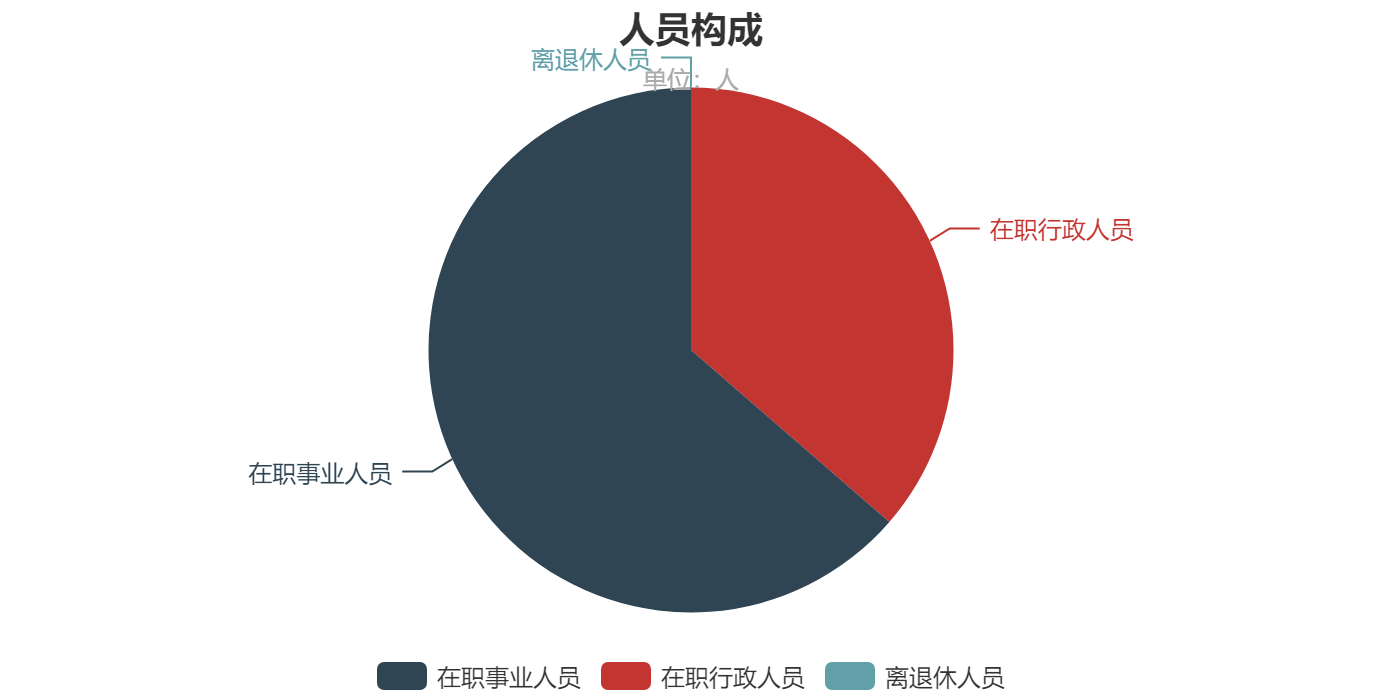 人员构成
离退休人员
单位：人
在职行政人员
在职事业人员
在职事业人员 在职行政人员 离退休人员